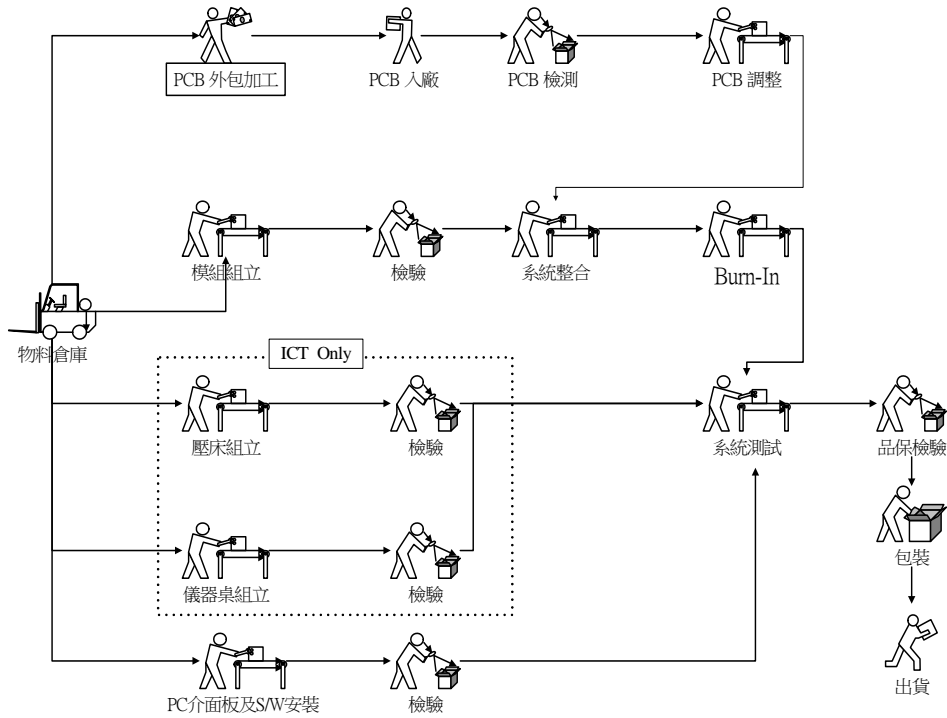 PCB 外包加工
PCB 入廠
PCB 檢測
PCB 調整
模組組立
檢驗
系統整合
Burn-In
物料倉庫
ICT Only
壓床組立
檢驗
系統測試
品保檢驗
儀器桌組立
檢驗
包裝
PC介面板及S/W安裝
檢驗
出貨